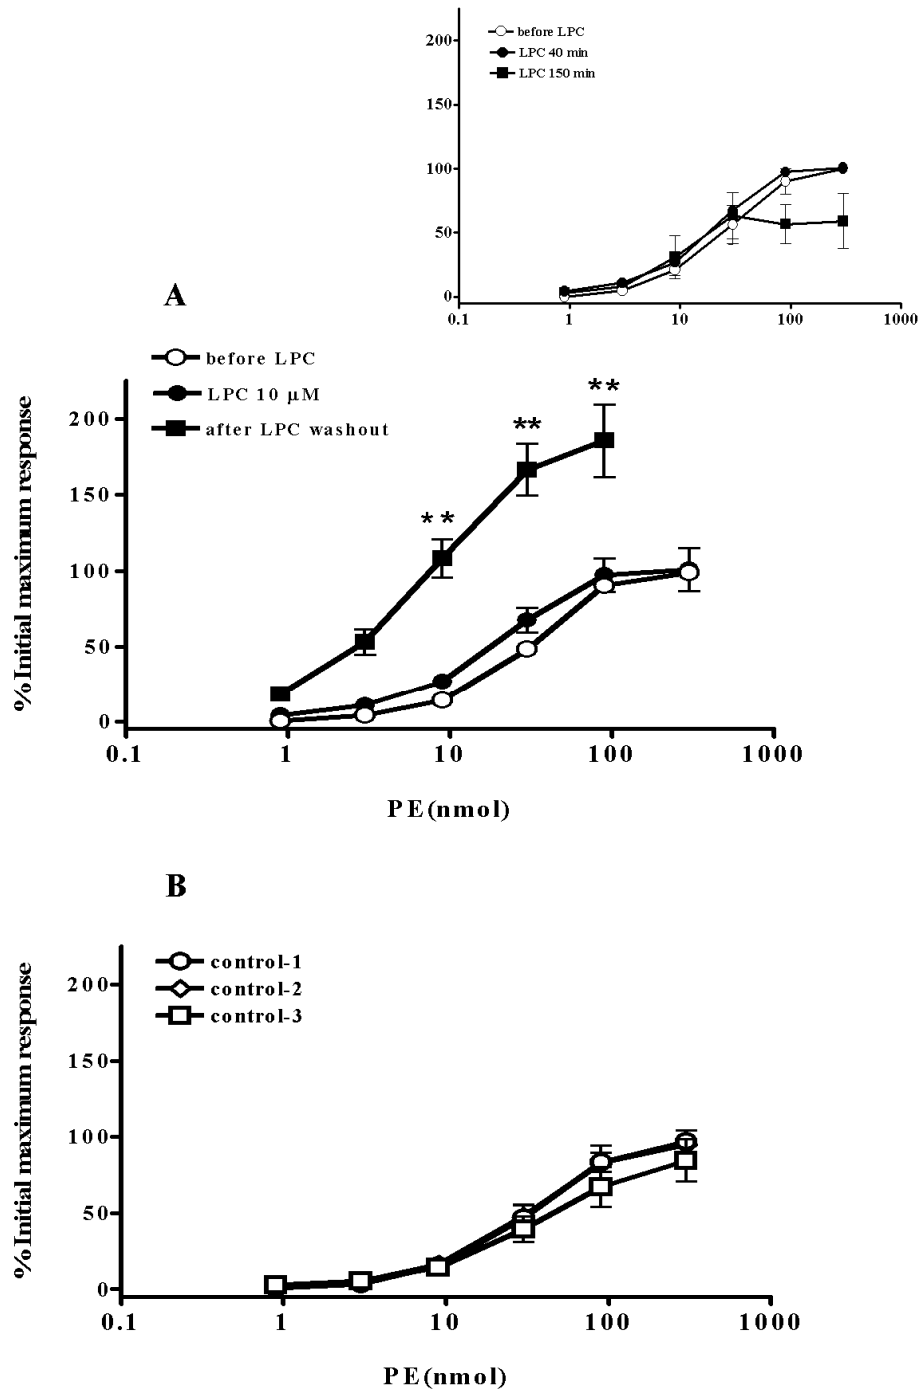 before LPC
LPC 40 min
LPC 150 min
200
150
100
50
0
0.1 1 10 100 1000
A
before LPC
LPC 10 µM
after LPC washout
% Initial maximum response
200
150
100
50
0
**
**
**
0.1 1 10 100 1000
PE(nmol)
B
control-1
control-2
control-3
% Initial maximum response
200
150
100
50
0
0.1 1 10 100 1000
PE(nmol)